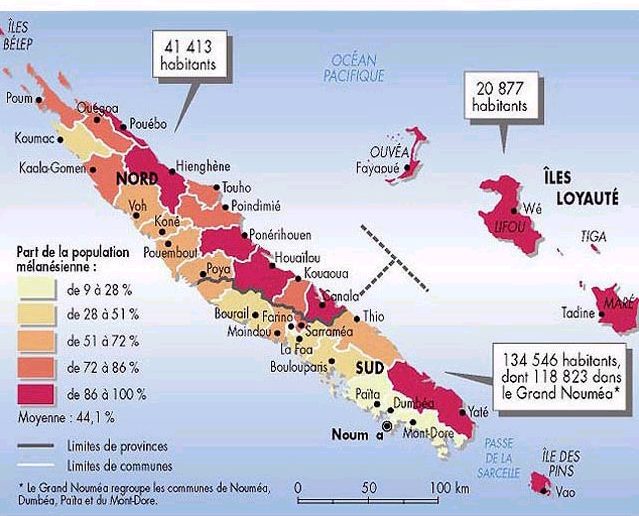 ÎLES
BÉLEP
41 413
habitants
OCÉAN
PACIFIQUE
20 877
habitants
Poum
Ouégoa
Pouébo
Koumac
Kaala-Gomen
NORD
Hienghène
Touho
Poindimié
Voh
Koné
Pouembout
Ponérihouen
Houaïlou
Poya
Kouaoua
Canala
OUVÉA
Fayaoué
ÎLES
LOYAUTÉ
Wé
LIFOU
TIGA
MARÉ
Tadine
Part de la population
mélanésienne :
de 9 à 28 %
de 28 à 51 %
de 51 à 72 %
de 72 à 86 %
de 86 à 100 %
Moyenne : 44,1 %
Limites de provinces
Limites de communes
Bourail
Farino
Thio
Moindou
Sarraméa
La Foa
Boulouparis
SUD
134 546 habitants,
dont 118 823 dans
le Grand Nouméa*
Païta
Dumbéa
Yaté
Noum a
Mont-Dore
PASSE
DE LA
SARCELLE
ÎLE DES
PINS
Vao
* Le Grand Nouméa regroupe les communes de Nouméa,
Dumbéa, Païta et du Mont-Dore.
0 50 100 km